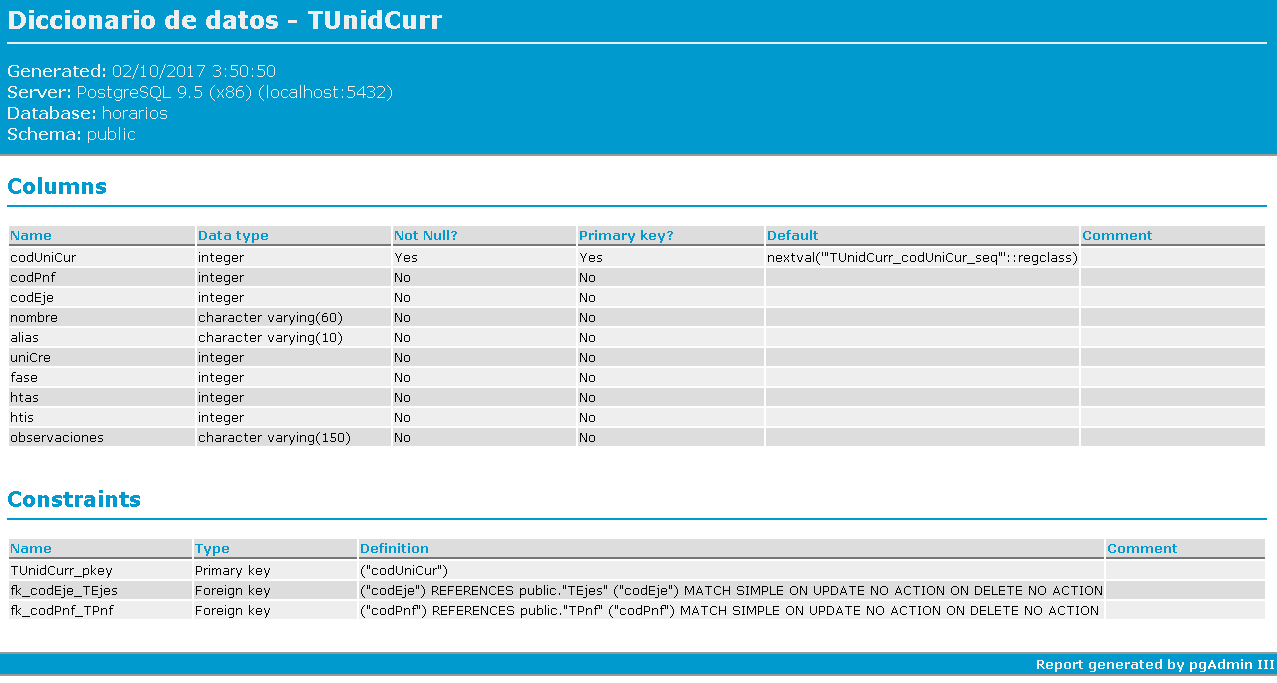 Diccionario de datos - TUnidCurr
Generated: 02/10/2017 3:50:50
Server: PostgreSQL 9.5 (x86) (localhost:5432)
Database: horarios
Schema: public
Columns
Name Data type Not Null? Primary key? Default Comment
codUniCur integer Yes Yes nextval('"TUnidCurr_codUniCur_seq"'::regclass)
codPnf integer No No
codEje integer No No
nombre character varying(60) No No
alias character varying(10) No No
uniCre integer No No
fase integer No No
htas integer No No
htis integer No No
observaciones character varying(150) No No
Constraints
Name Type Definition Comment
TUnidCurr_pkey Primary key ("codUniCur")
fk_codEje_TEjes Foreign key ("codEje") REFERENCES public."TEjes" ("codEje") MATCH SIMPLE ON UPDATE NO ACTION ON DELETE NO ACTION
fk_codPnf_TPnf Foreign key ("codPnf") REFERENCES public."TPnf" ("codPnf") MATCH SIMPLE ON UPDATE NO ACTION ON DELETE NO ACTION
Report generated by pgAdmin III